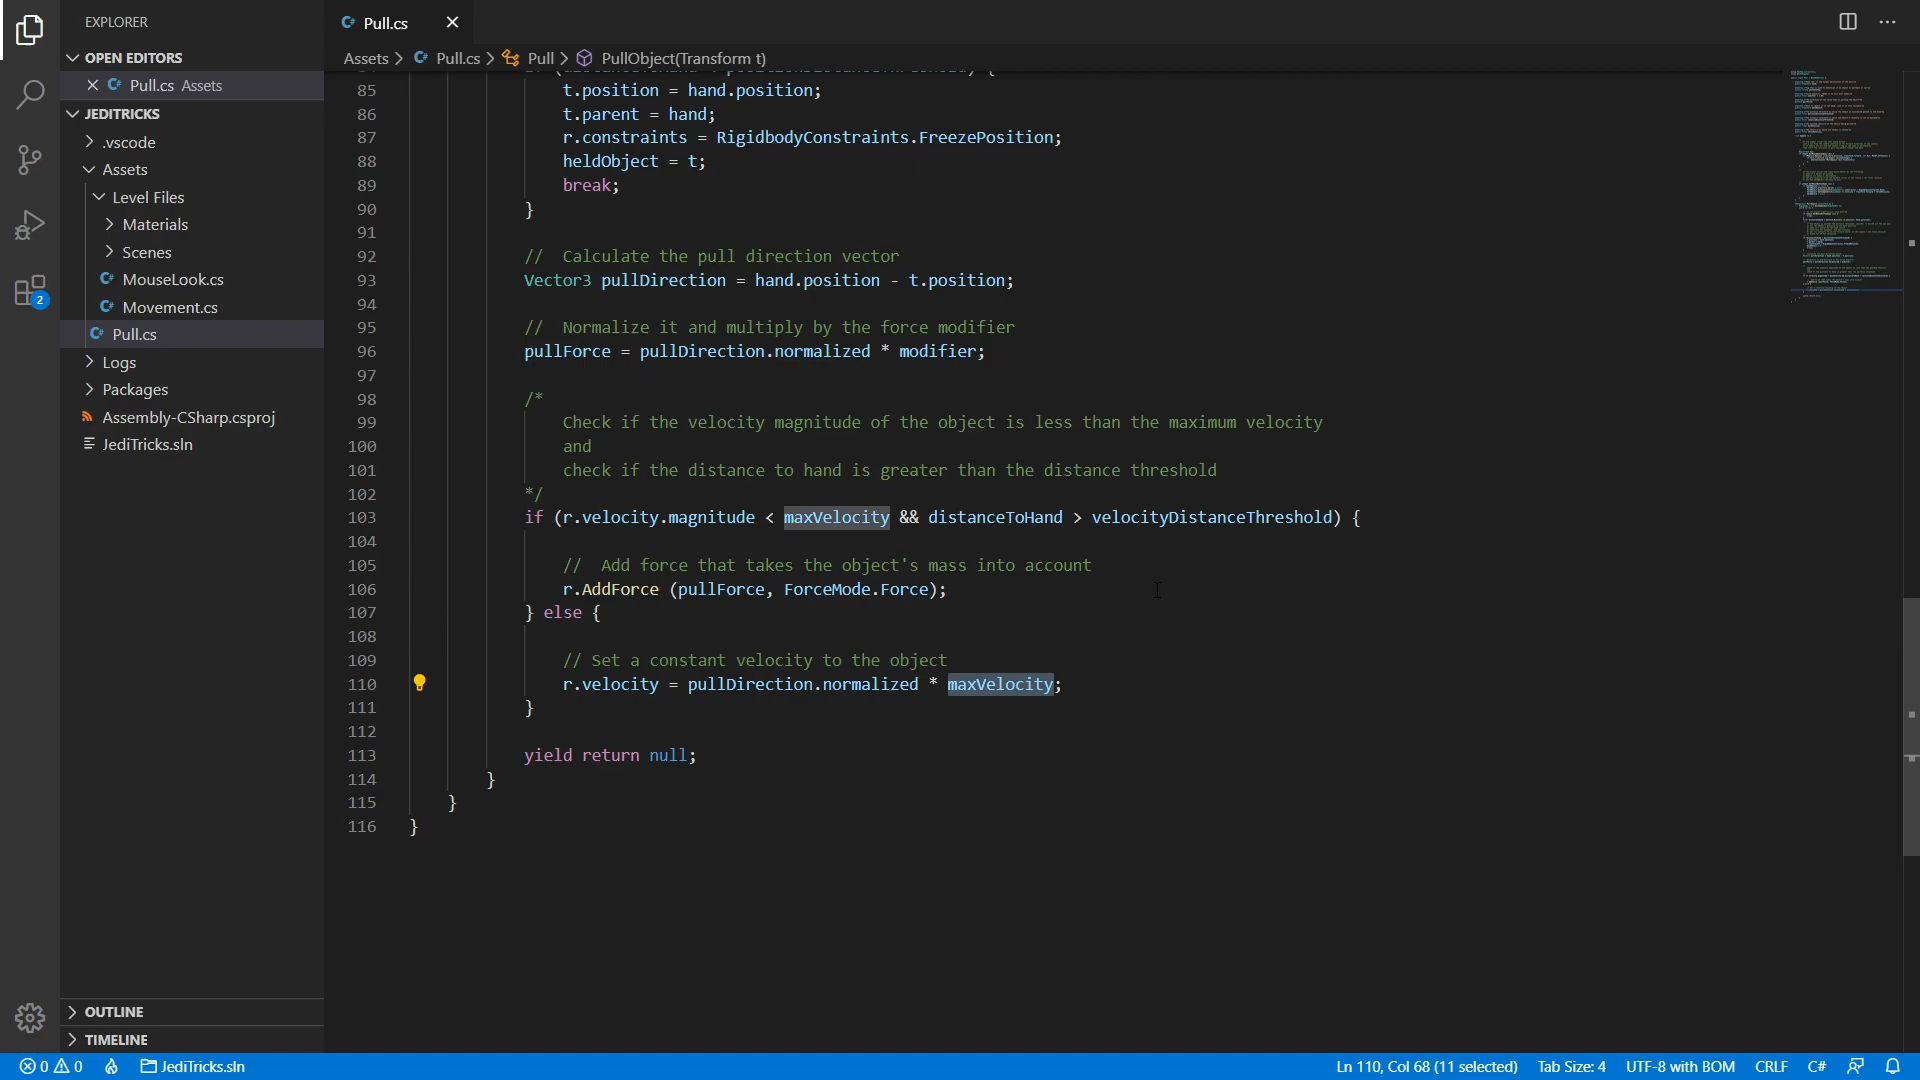 EXPLORER
OPEN EDITORS
Pull.cs Assets
JEDITRICKS
.vscode
Assets
Level Files
Materials
Scenes
C# MouseLook.cs
C# Movement.cs
C# Pull.cs
Logs
Packages
Assembly-CSharp.csproj
JediTricks.sln
OUTLINE
TIMELINE
2
C# Pull.cs
Assets > C# Pull.cs > Pull > PullObject(Transform t)
85 t.position = hand.position;
86 t.parent = hand;
87 r.constraints = RigidbodyConstraints.FreezePosition;
88 heldObject = t;
89 break;
90 }
91
92 //  Calculate the pull direction vector
93 Vector3 pullDirection = hand.position - t.position;
94
95 //  Normalize it and multiply by the force modifier
96 pullForce = pullDirection.normalized * modifier;
97
98 /*
99 Check if the velocity magnitude of the object is less than the maximum velocity
100 and
101 check if the distance to hand is greater than the distance threshold
102 */
103 if (r.velocity.magnitude < maxVelocity && distanceToHand > velocityDistanceThreshold) {
104
105 //  Add force that takes the object's mass into account
106 r.AddForce (pullForce, ForceMode.Force);
107 } else {
108
109 // Set a constant velocity to the object
110 r.velocity = pullDirection.normalized * maxVelocity;
111 }
112
113 yield return null;
114 }
115 }
116 }
0 0 JediTricks.sln
Ln 110, Col 68 (11 selected) Tab Size: 4 UTF-8 with BOM CRLF C#